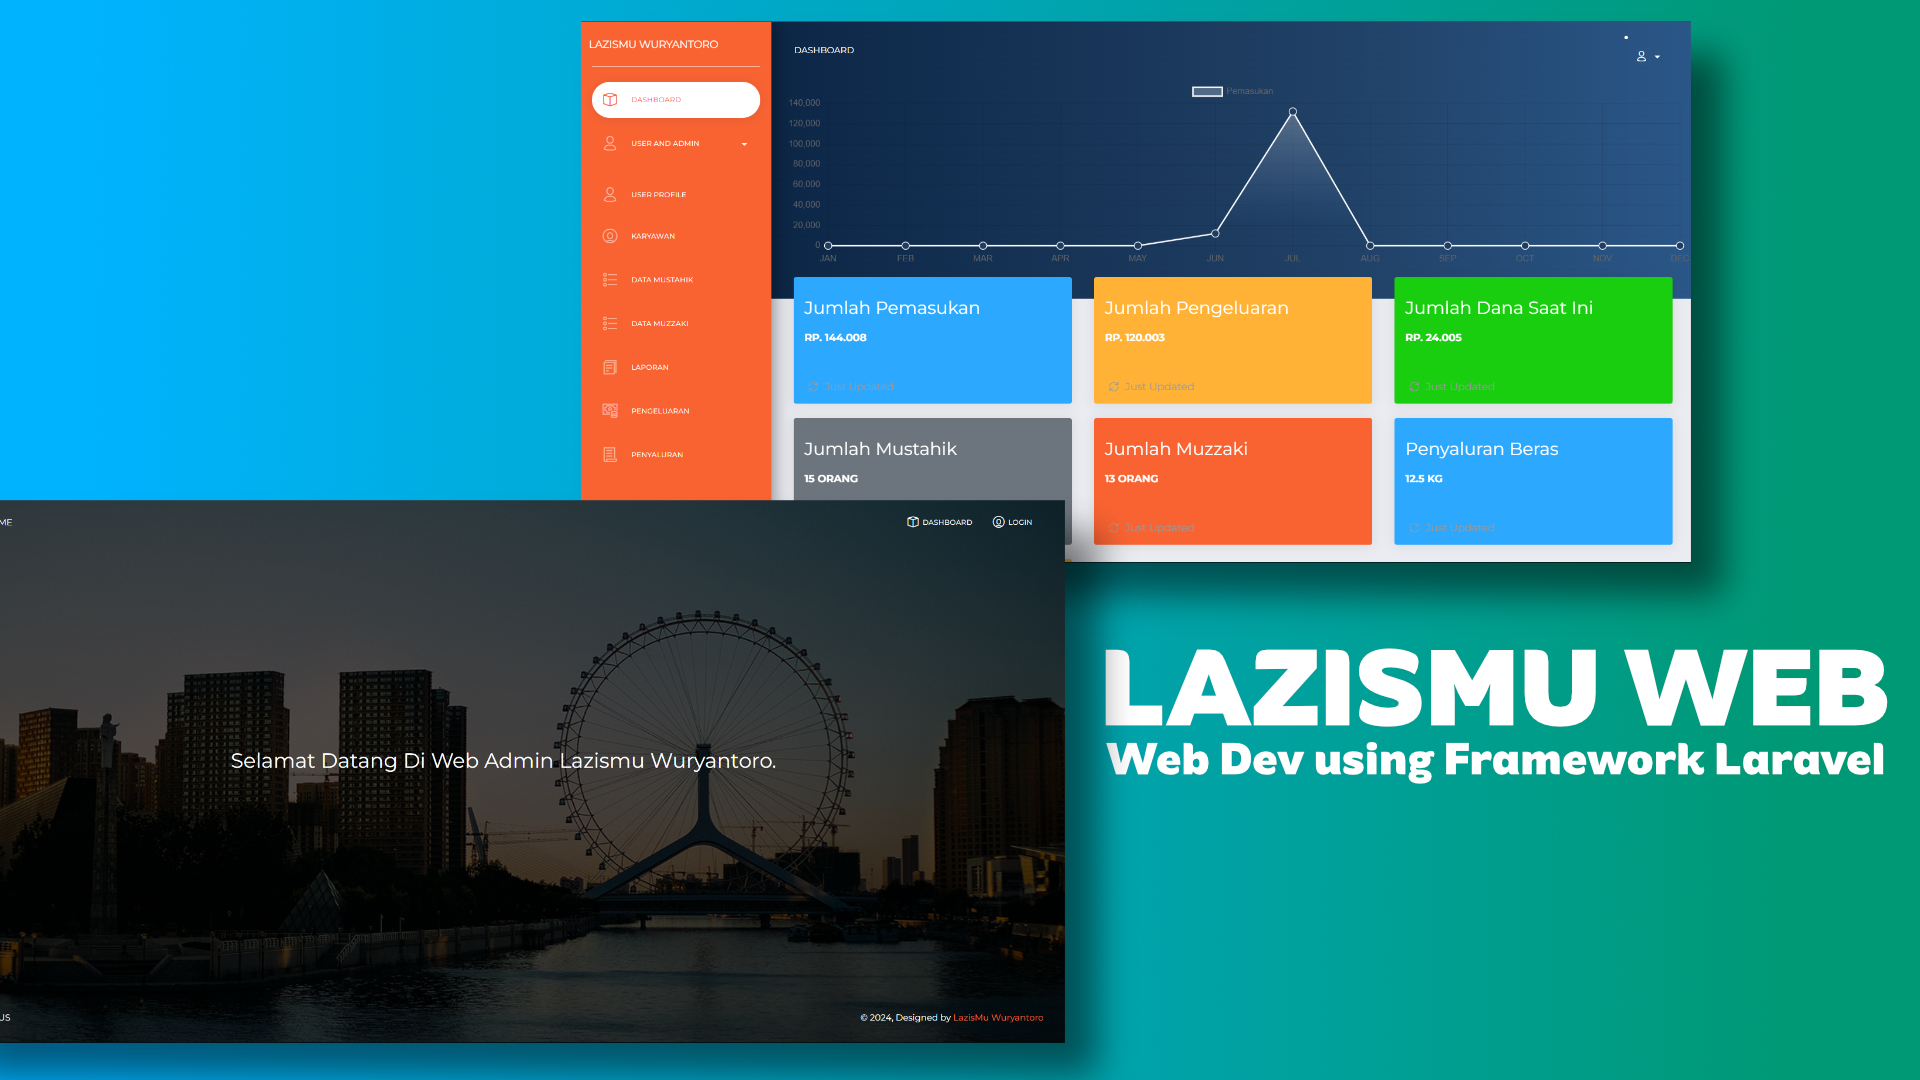 LAZISMU WURYANTORO
DASHBOARD
USER AND ADMIN
USER PROFILE
KARYAWAN
DATA MUSTAHIK
DATA MUZZAKI
LAPORAN
PENGELUARAN
PENYALURAN
DASHBOARD
Pemasukan
140,000
120,000
100,000
80,000
60,000
40,000
20,000
0
JAN FEB MAR APR MAY JUN JUL AUG SEP OCT NOV DEC
Jumlah Pemasukan
RP. 144.008
Just Updated
Jumlah Pengeluaran
RP. 120.003
Just Updated
Jumlah Dana Saat Ini
RP. 24.005
Just Updated
Jumlah Mustahik
15 ORANG
Jumlah Muzzaki
13 ORANG
Just Updated
Penyaluran Beras
12.5 KG
Just Updated
ME
DASHBOARD LOGIN
Selamat Datang Di Web Admin Lazismu Wuryantoro.
US
© 2024, Designed by LazisMu Wuryantoro
LAZISMU WEB
Web Dev using Framework Laravel